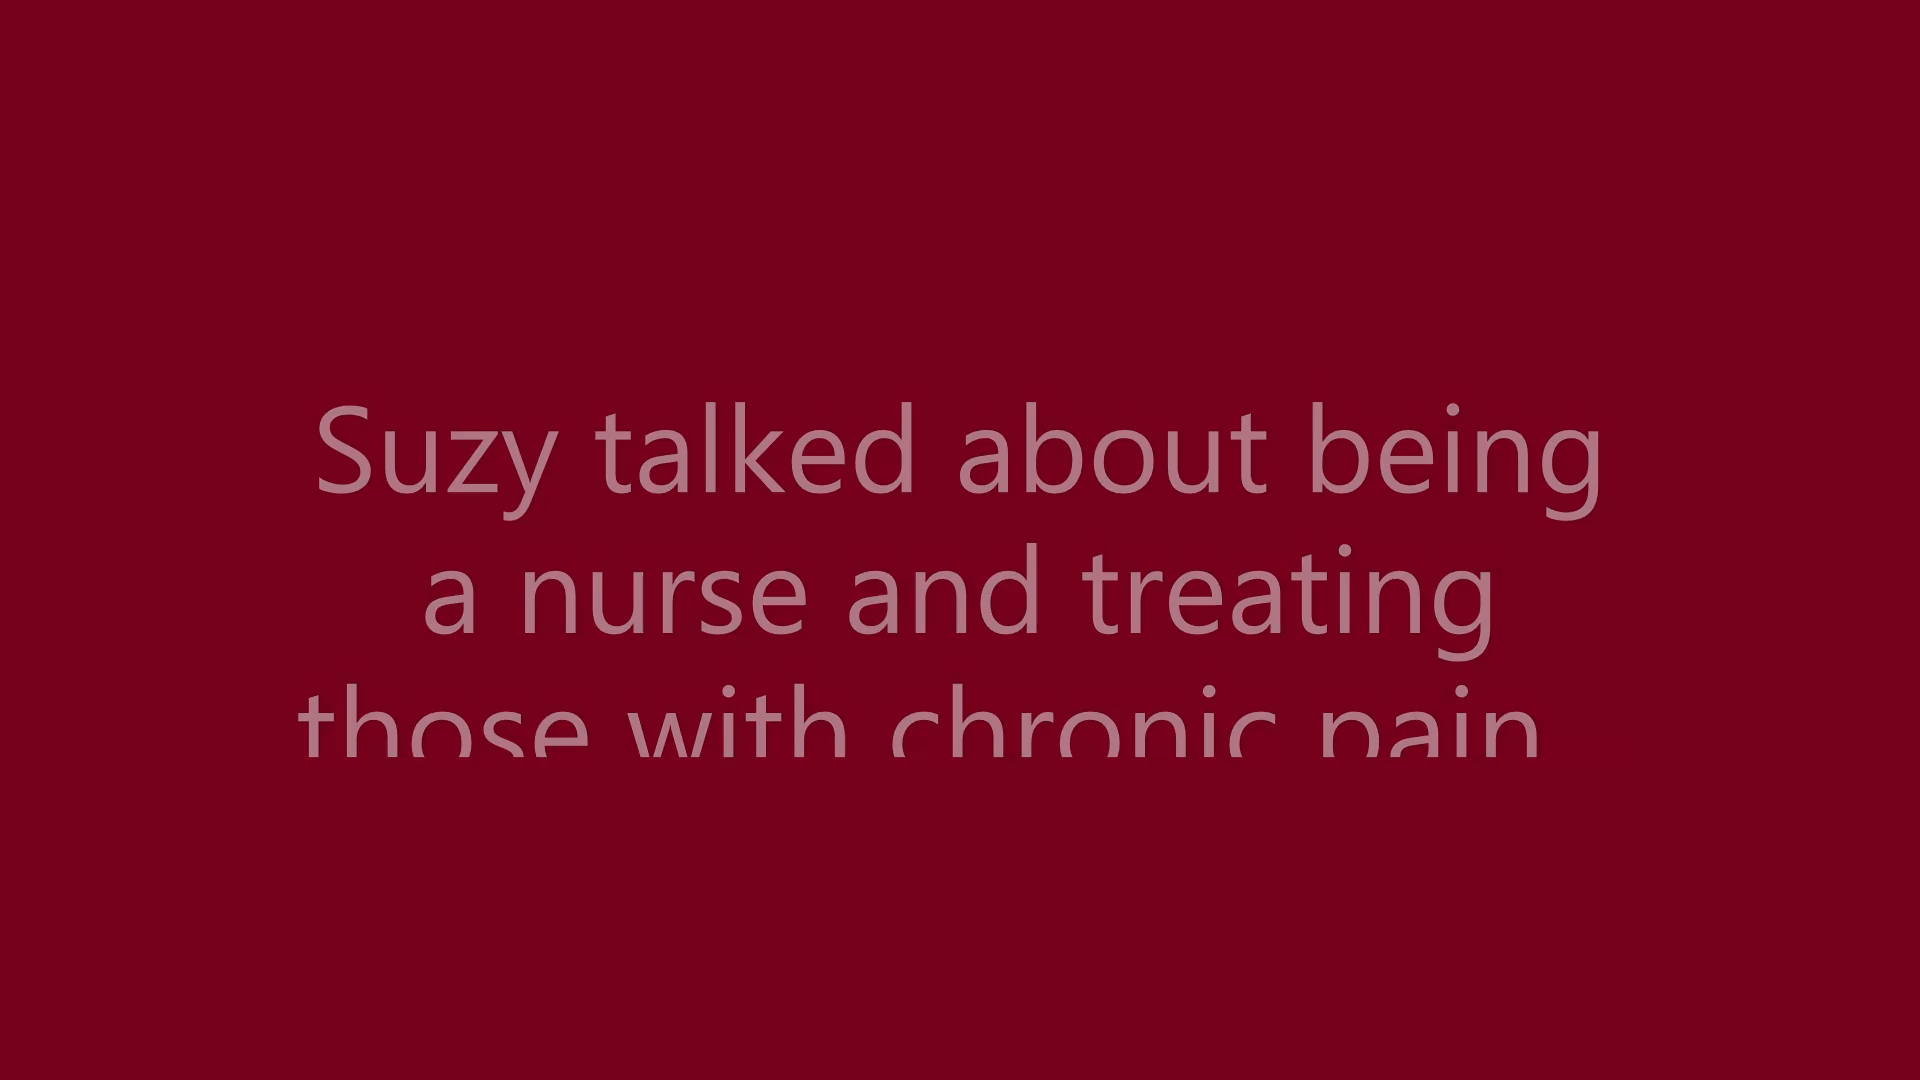 Suzy talked about being
a nurse and treating
those with chronic pain